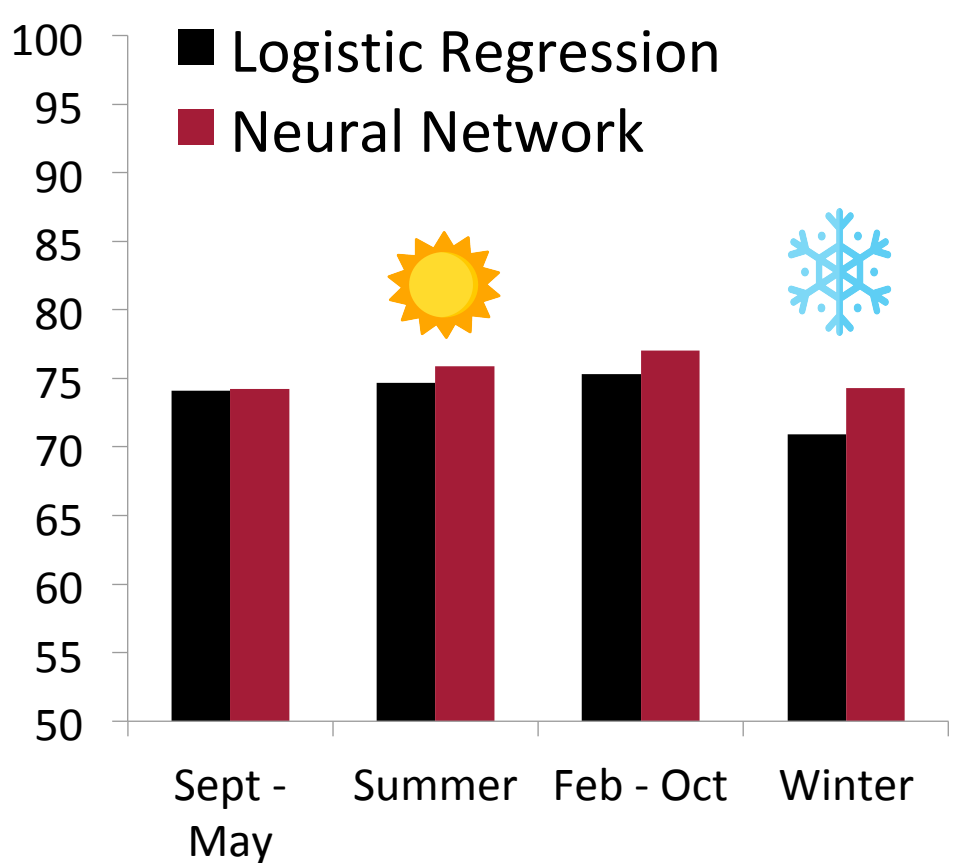 Logistic Regression
Neural Network
100
95
90
85
80
75
70
65
60
55
50
Sept -
May
Summer
Feb - Oct
Winter